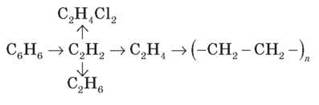 C₂H₄Cl₂
↑
C₆H₆ → C₂H₂ → C₂H₄ → (–CH₂–CH₂–)ₙ
↓
C₂H₆